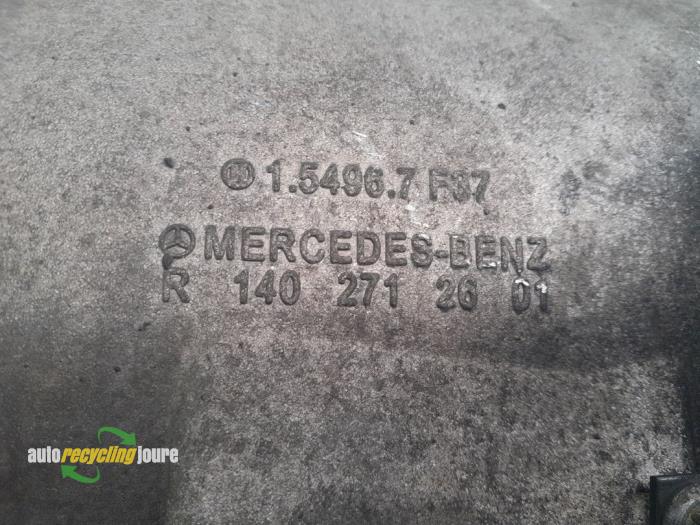 1.5496.7 F37
MERCEDES-BENZ
R 140 271 26 01
autorecyclingjoure